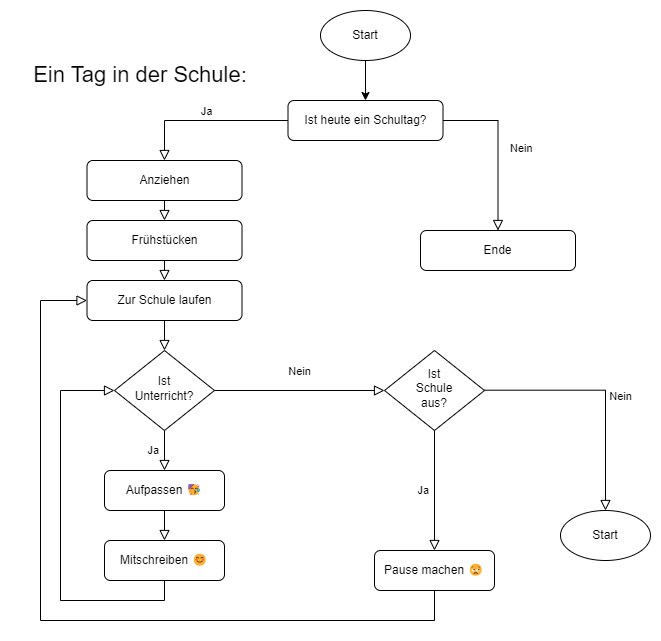 Start
Ein Tag in der Schule:
Ja
Ist heute ein Schultag?
Nein
Anziehen
Frühstücken
Ende
Zur Schule laufen
Ist
Unterricht?
Nein
Ist
Schule
aus?
Nein
Ja
Aufpassen 🥳
Ja
Start
Mitschreiben 😊
Pause machen 😩